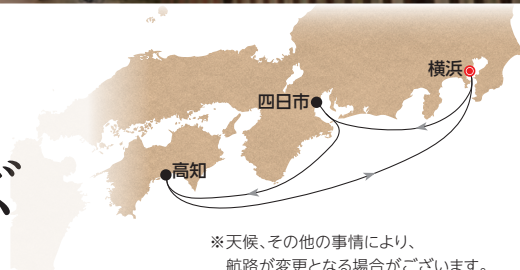 横浜
四日市
高知
※天候、その他の事情により、
航路が変更となる場合がございます。